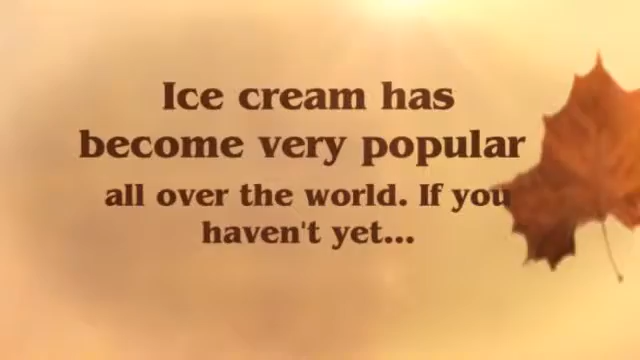 Ice cream has
become very popular
all over the world. If you
haven't yet...